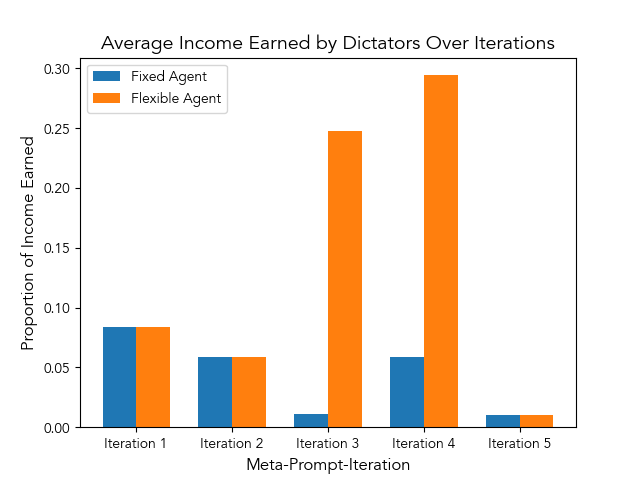 Average Income Earned by Dictators Over Iterations
Fixed Agent
Flexible Agent
Proportion of Income Earned
0.30
0.25
0.20
0.15
0.10
0.05
0.00
Iteration 1
Iteration 2
Iteration 3
Iteration 4
Iteration 5
Meta-Prompt-Iteration